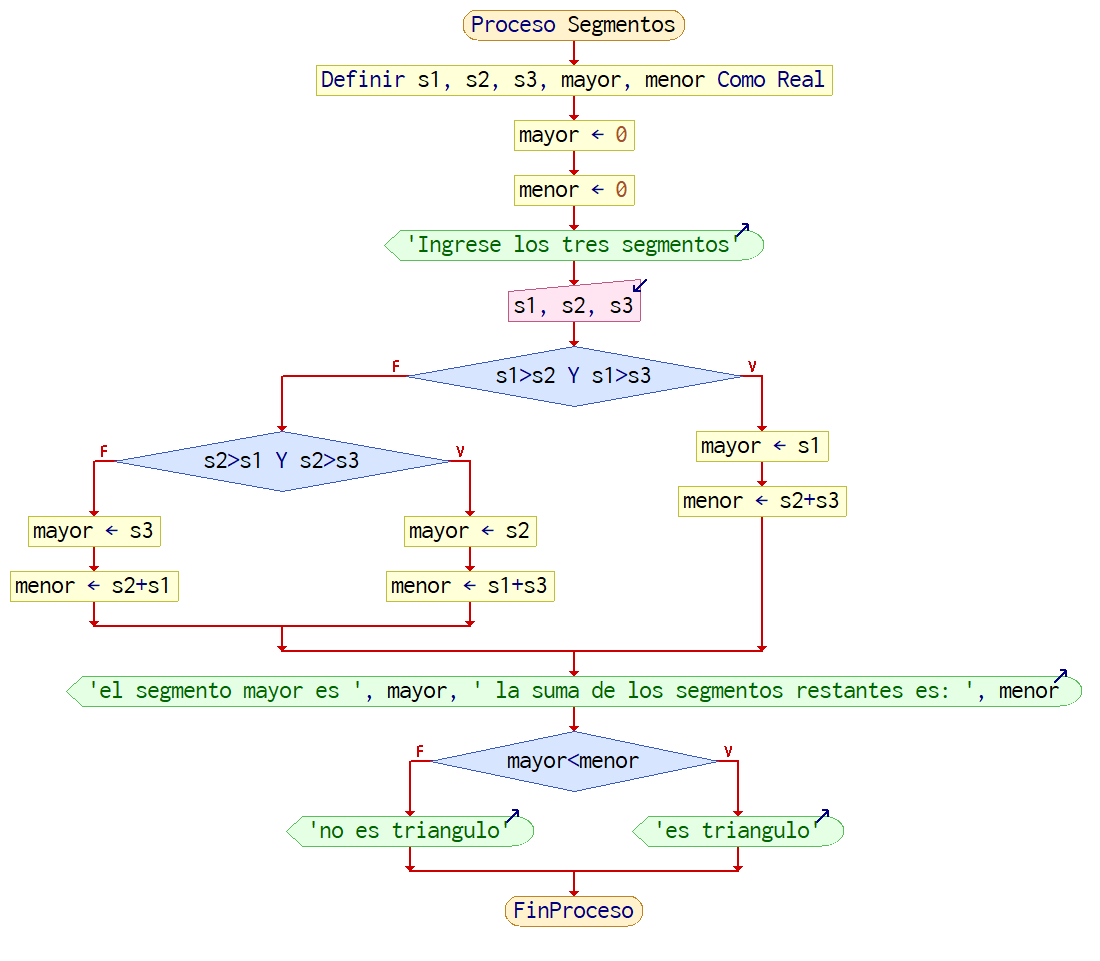 Proceso Segmentos
Definir s1, s2, s3, mayor, menor Como Real
mayor ← 0
menor ← 0
'Ingrese los tres segmentos'
s1, s2, s3
F
V
s1>s2 Y s1>s3
F
V
s2>s1 Y s2>s3
mayor ← s1
menor ← s2+s3
mayor ← s3
mayor ← s2
menor ← s2+s1
menor ← s1+s3
'el segmento mayor es ', mayor, ' la suma de los segmentos restantes es: ', menor
F
V
mayor<menor
'no es triangulo'
'es triangulo'
FinProceso